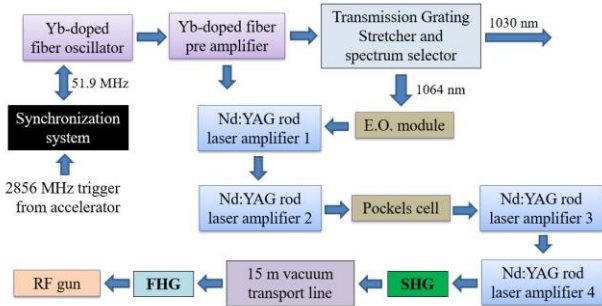 Yb-doped
fiber oscillator
Yb-doped fiber
pre amplifier
Transmission Grating
Stretcher and
spectrum selector
1030 nm
51.9 MHz
1064 nm
Synchronization
system
Nd:YAG rod
laser amplifier 1
E.O. module
2856 MHz trigger
from accelerator
Nd:YAG rod
laser amplifier 2
Pockels cell
Nd:YAG rod
laser amplifier 3
RF gun
FHG
15 m vacuum
transport line
SHG
Nd:YAG rod
laser amplifier 4